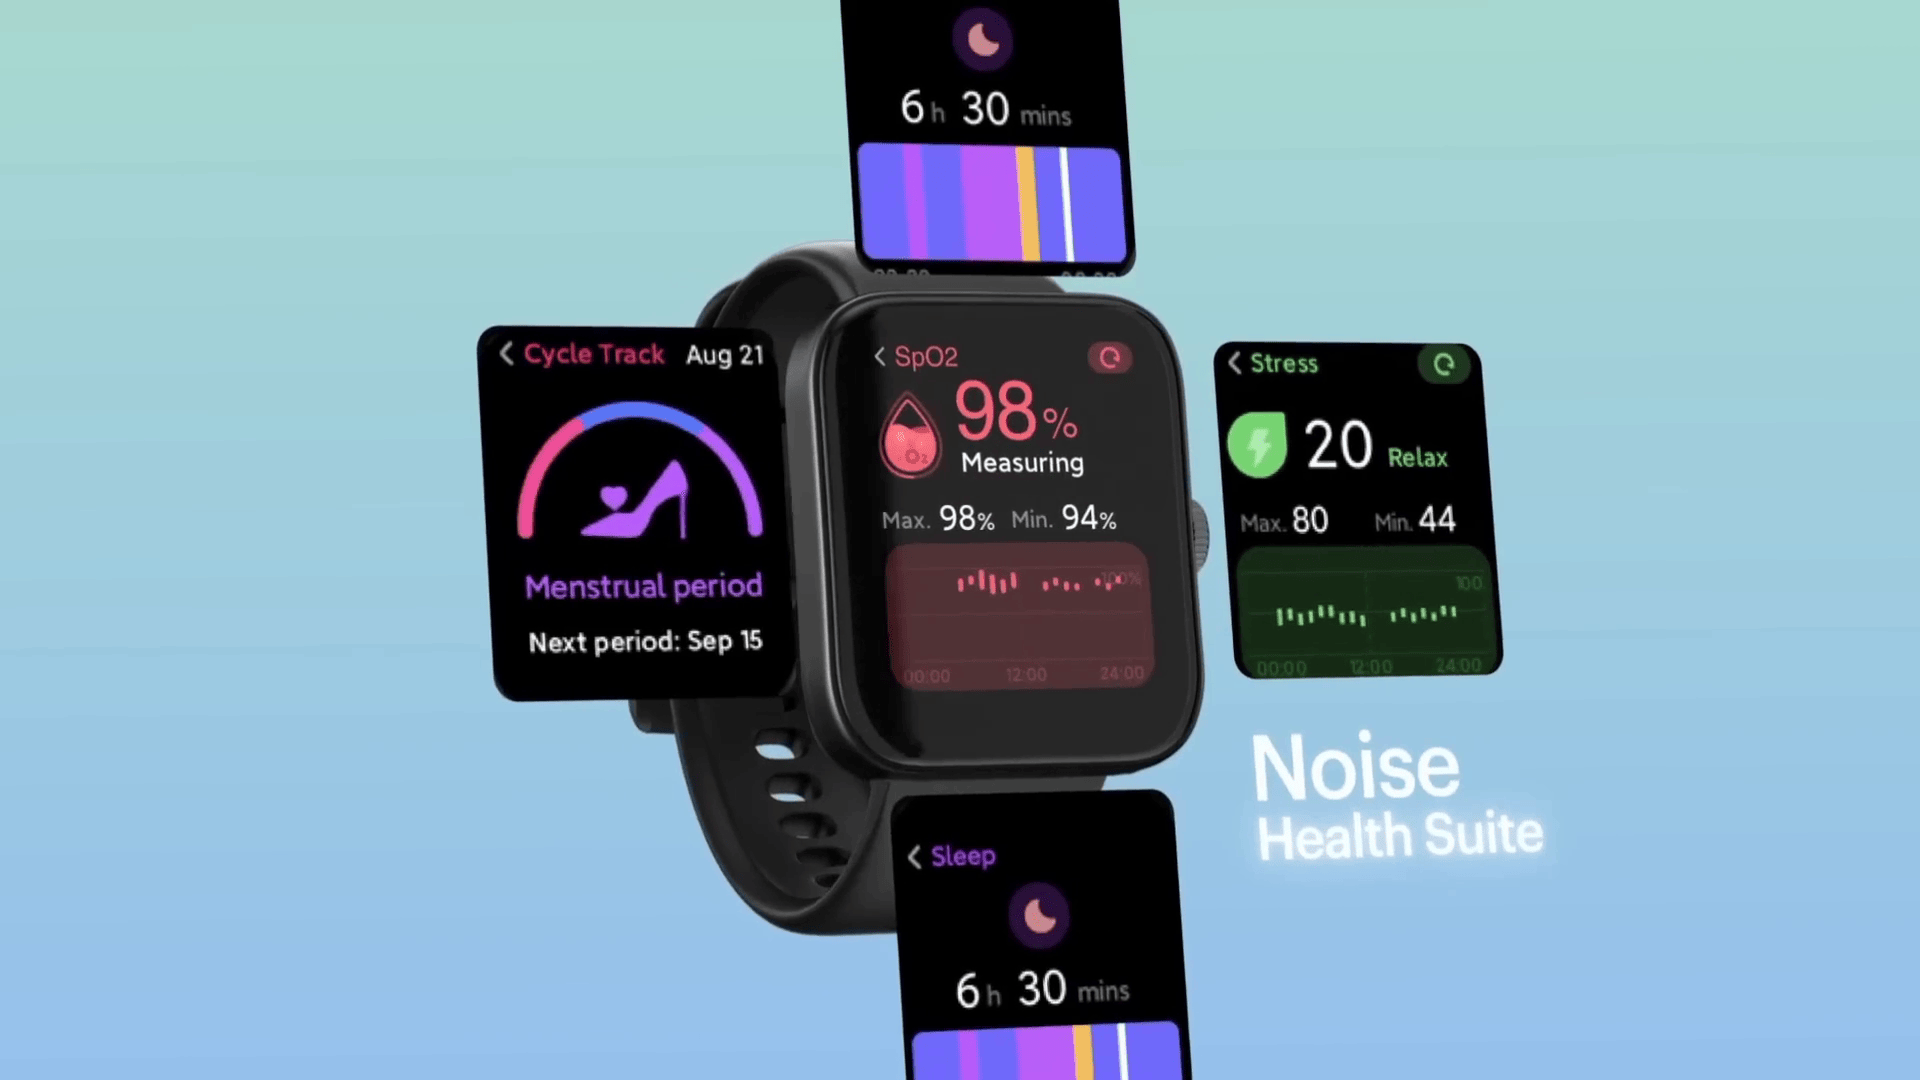 6 h 30 mins
Cycle Track Aug 21
Menstrual period
Next period: Sep 15
SpO2
98%
O2
Measuring
Max. 98% Min. 94%
100%
00:00 12:00 24:00
Stress
20 Relax
Max. 80 Min. 44
100
00:00 12:00 24:00
Noise
Health Suite
Sleep
6 h 30 mins